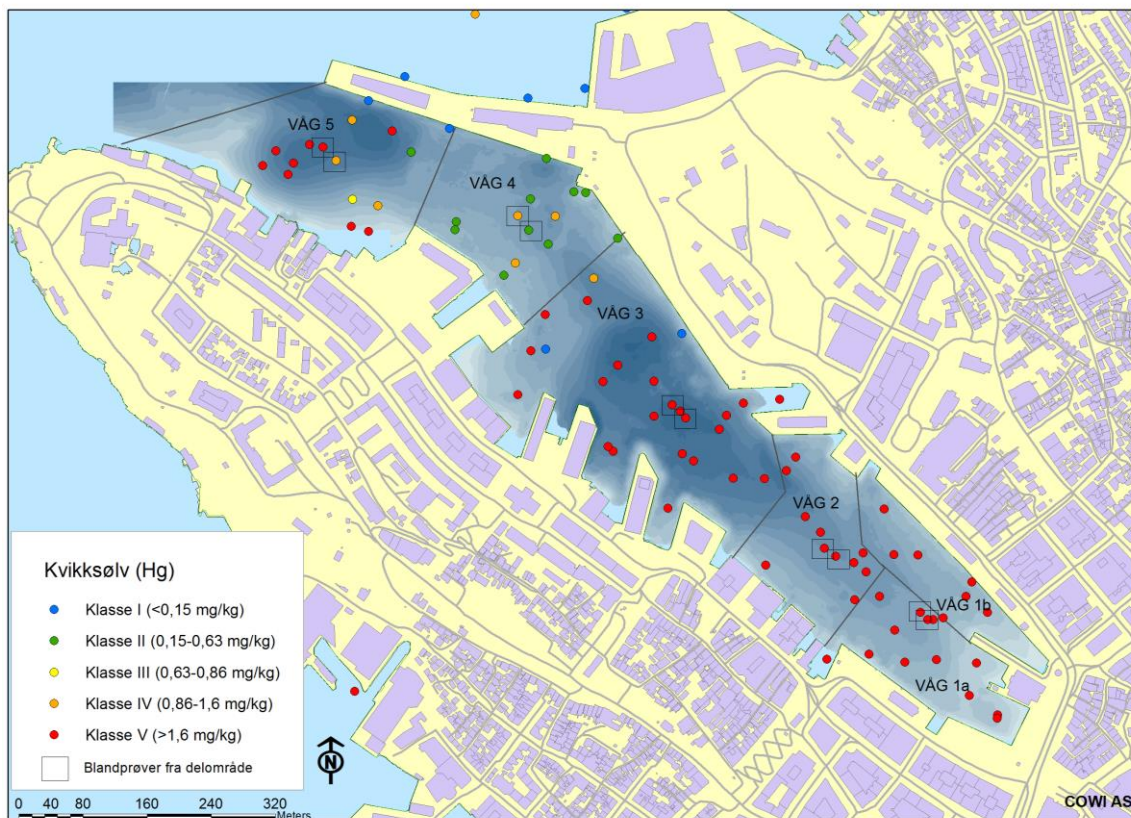 VÅG 5
VÅG 4
VÅG 3
VÅG 2
VÅG 1b
VÅG 1a
Kvikksølv (Hg)
Klasse I (<0,15 mg/kg)
Klasse II (0,15-0,63 mg/kg)
Klasse III (0,63-0,86 mg/kg)
Klasse IV (0,86-1,6 mg/kg)
Klasse V (>1,6 mg/kg)
Blandprøver fra delområde
N
0 40 80 160 240 320
Meters
COWI AS